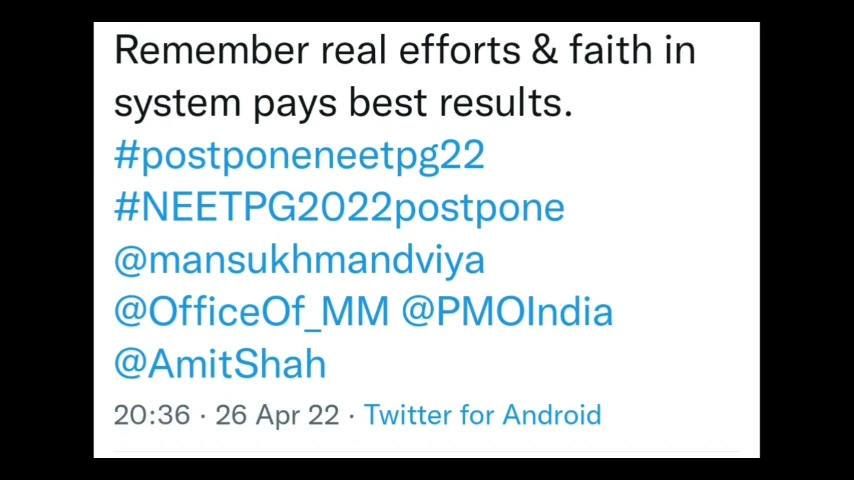 Remember real efforts & faith in
system pays best results.
#postponeneetpg22
#NEETPG2022postpone
@mansukhmandviya
@OfficeOf_MM @PMOIndia
@AmitShah
20:36 · 26 Apr 22 · Twitter for Android